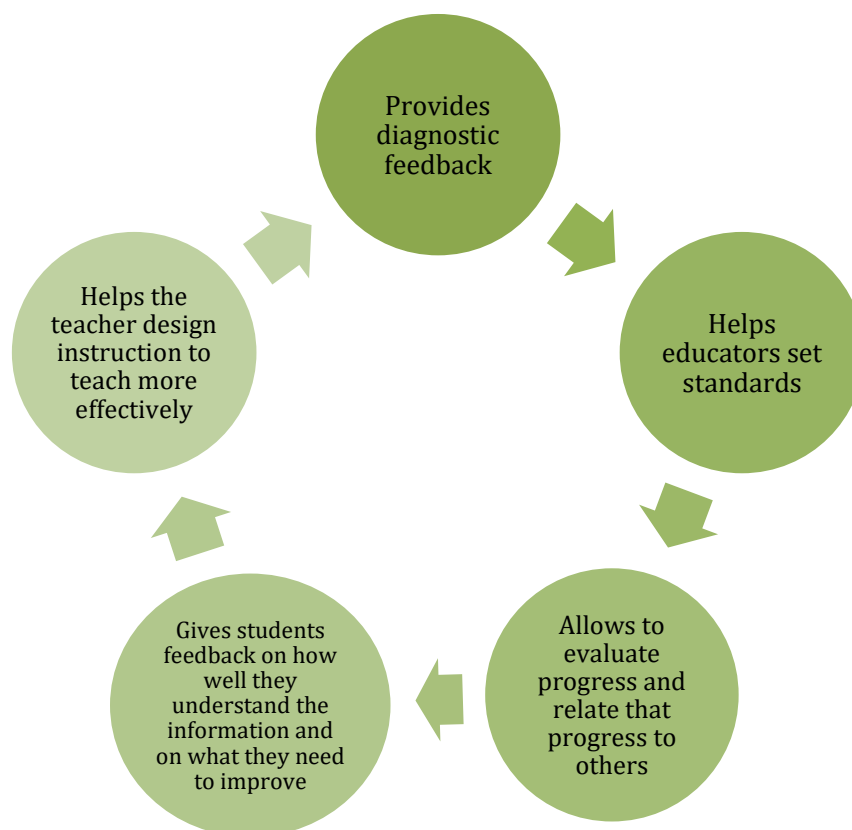 Provides
diagnostic
feedback
Helps
educators set
standards
Allows to
evaluate
progress and
relate that
progress to
others
Gives students
feedback on how
well they
understand the
information and
on what they need
to improve
Helps the
teacher design
instruction to
teach more
effectively